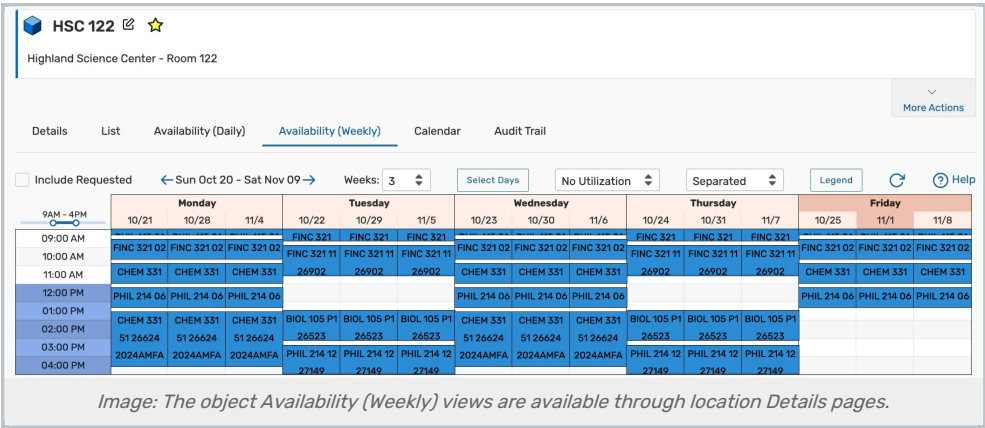 HSC 122
Highland Science Center - Room 122
More Actions
Details List Availability (Daily) Availability (Weekly) Calendar Audit Trail
Include Requested Sun Oct 20 - Sat Nov 09 Weeks: 3 Select Days No Utilization Separated Legend Help
Monday Tuesday Wednesday Thursday Friday
9AM - 4PM 10/21 10/28 11/4 10/22 10/29 11/5 10/23 10/30 11/6 10/24 10/31 11/7 10/25 11/1 11/8
09:00 AM FINC 321 FINC 321 FINC 321 FINC 321 FINC 321 FINC 321
10:00 AM FINC 321 02 FINC 321 02 FINC 321 02 FINC 321 11 FINC 321 11 FINC 321 11 FINC 321 02 FINC 321 02 FINC 321 02 FINC 321 11 FINC 321 11 FINC 321 11 FINC 321 02 FINC 321 02 FINC 321 02
11:00 AM CHEM 331 CHEM 331 CHEM 331 26902 26902 26902 CHEM 331 CHEM 331 CHEM 331 26902 26902 26902 CHEM 331 CHEM 331 CHEM 331
12:00 PM PHIL 214 06 PHIL 214 06 PHIL 214 06 PHIL 214 06 PHIL 214 06 PHIL 214 06 PHIL 214 06 PHIL 214 06 PHIL 214 06
01:00 PM CHEM 331 CHEM 331 CHEM 331 BIOL 105 P1 BIOL 105 P1 BIOL 105 P1 CHEM 331 CHEM 331 CHEM 331 BIOL 105 P1 BIOL 105 P1 BIOL 105 P1
02:00 PM 51 26624 51 26624 51 26624 26523 26523 26523 51 26624 51 26624 51 26624 26523 26523 26523
03:00 PM 2024AMFA 2024AMFA 2024AMFA PHIL 214 12 PHIL 214 12 PHIL 214 12 2024AMFA 2024AMFA 2024AMFA PHIL 214 12 PHIL 214 12 PHIL 214 12
04:00 PM 27149 27149 27149 27149 27149 27149
Image: The object Availability (Weekly) views are available through location Details pages.